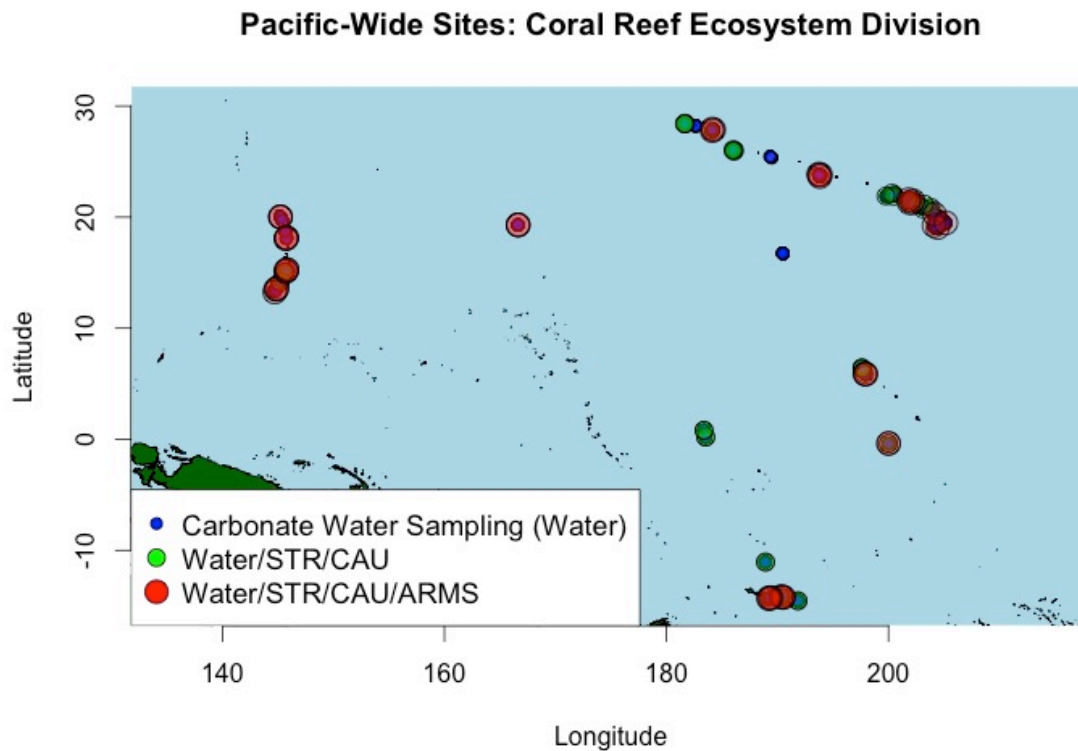 Pacific-Wide Sites: Coral Reef Ecosystem Division
30
20
10
0
-10
Latitude
Carbonate Water Sampling (Water)
Water/STR/CAU
Water/STR/CAU/ARMS
140 160 180 200
Longitude